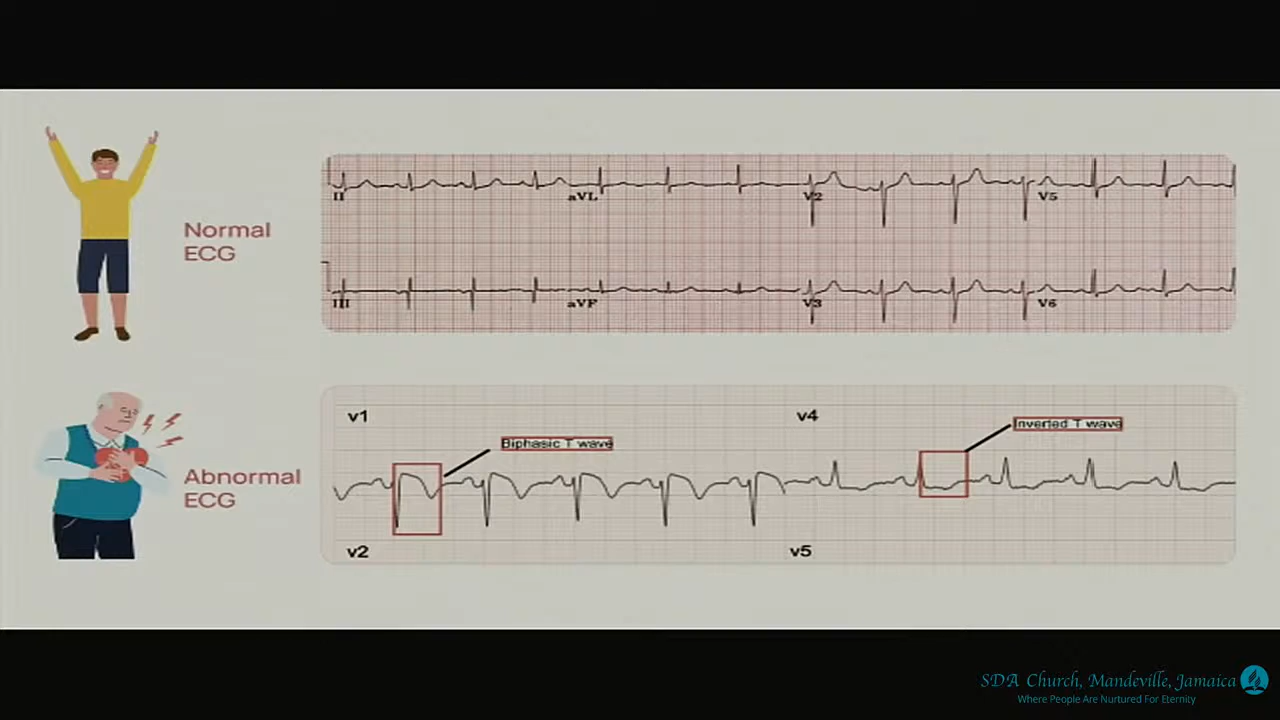 II
aVL
V2
V5
Normal
ECG
III
aVF
V3
V6
v1
v4
Inverted T wave
Biphasic T wave
Abnormal
ECG
v2
v5
SDA Church, Mandeville, Jamaica
Where People Are Nurtured For Eternity